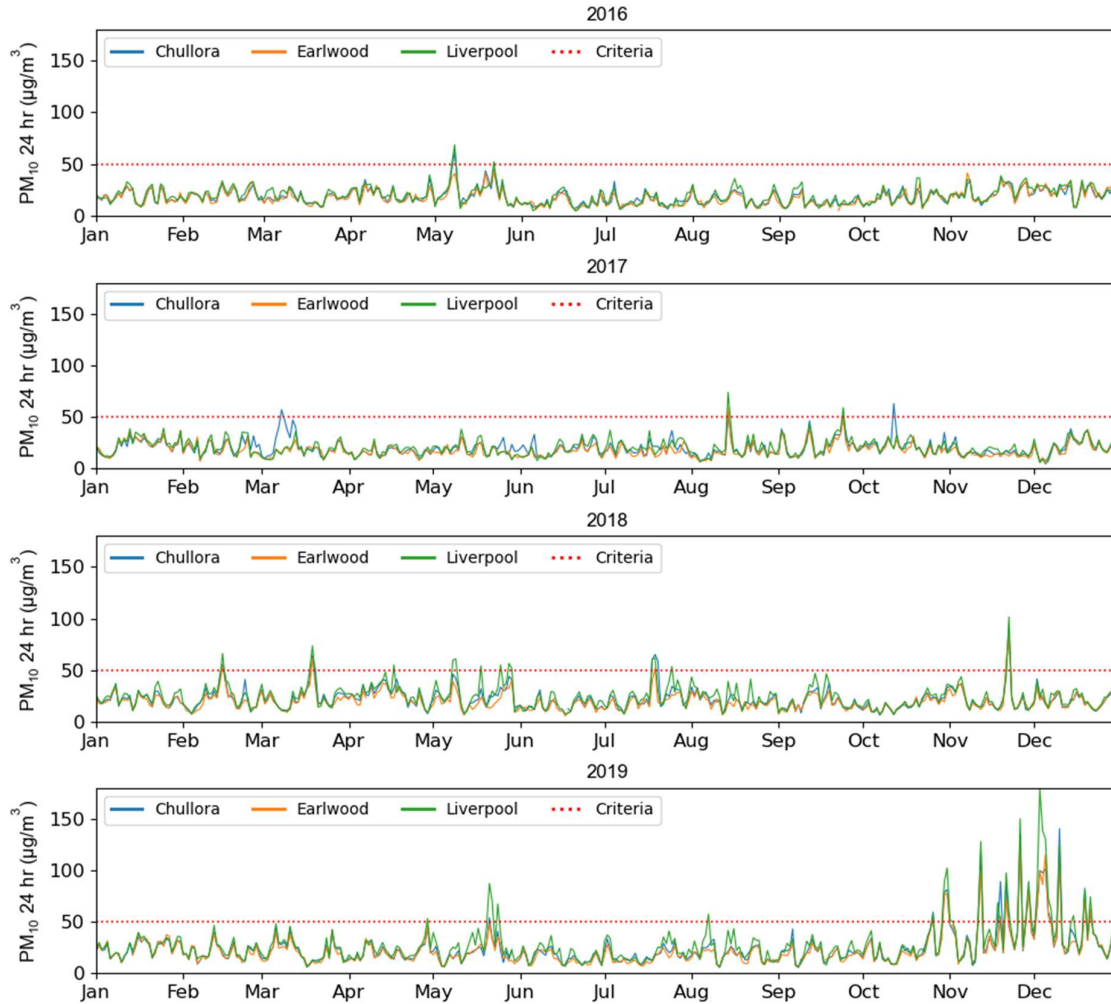 2016
PM₁₀ 24 hr (µg/m³)
150
100
50
0
Chullora Earlwood Liverpool Criteria
Jan Feb Mar Apr May Jun Jul Aug Sep Oct Nov Dec
2017
PM₁₀ 24 hr (µg/m³)
150
100
50
0
Chullora Earlwood Liverpool Criteria
Jan Feb Mar Apr May Jun Jul Aug Sep Oct Nov Dec
2018
PM₁₀ 24 hr (µg/m³)
150
100
50
0
Chullora Earlwood Liverpool Criteria
Jan Feb Mar Apr May Jun Jul Aug Sep Oct Nov Dec
2019
PM₁₀ 24 hr (µg/m³)
150
100
50
0
Chullora Earlwood Liverpool Criteria
Jan Feb Mar Apr May Jun Jul Aug Sep Oct Nov Dec